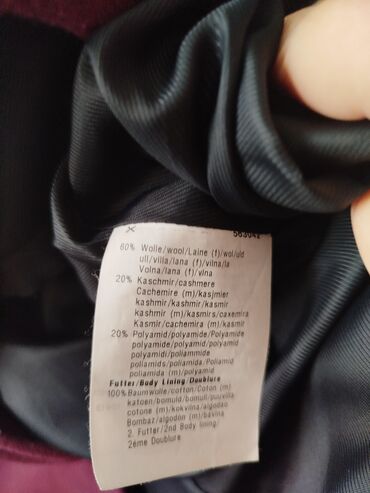 60% Wolle/wool/Laine (f)/wol/uld
ull/villa/lana (f)/vilna/la
Volna/lana (f)/vlna
20% Kaschmir/cashmere
Cachemire (m)/kasjmier
kashmir/kashmir/kasmir
kashmir (m)/kasmirs/caxemira
Kasmir/cachemira (m)/kasmir
20% Polyamid/polyamide/Polyamide
polyamide/polyamid/polyamid
polyamidi/poliammide
poliamids/poliamida/Poliamid
poliamida (m)/polyamid
Futter/Body Lining/Doublure
100%Baumwolle/cotton/Coton (m)
katoen/bomuld/bomull/puuvilla
cotone (m)/kokvilna/algodao
Bombaz/algodon (m)/bavlna
2. Futter/2nd Body lining/
2ème Doublure